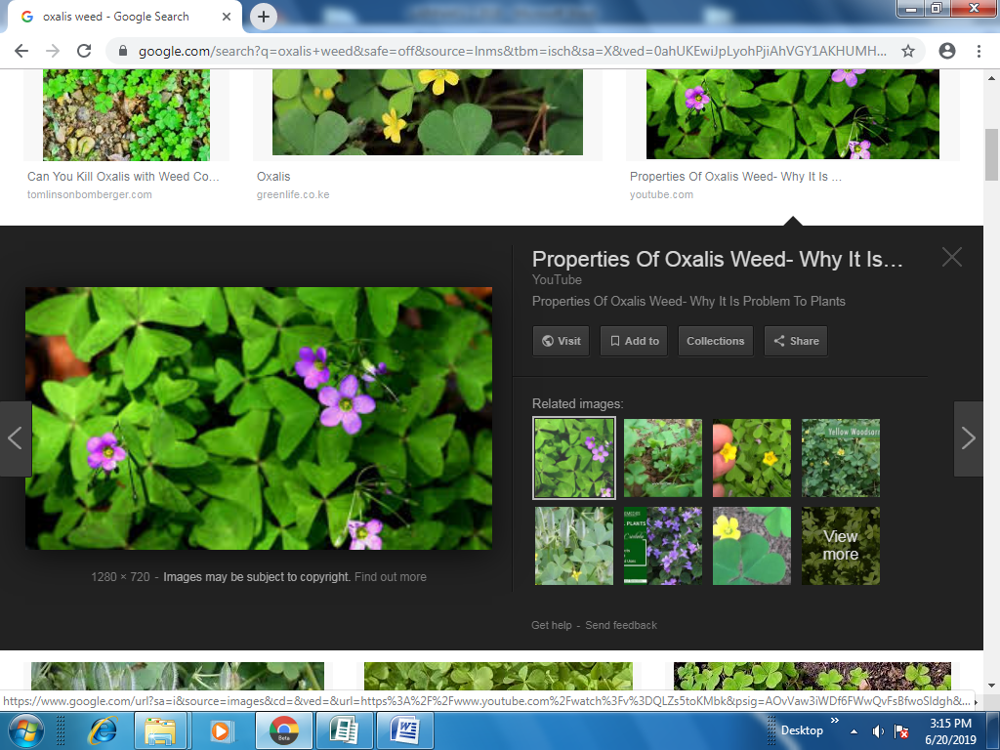 oxalis weed - Google Search
google.com/search?q=oxalis+weed&safe=off&source=lnms&tbm=isch&sa=X&ved=0ahUKEwiJpLyohPjiAhVGY1AKHUMH...
Can You Kill Oxalis with Weed Co...
tomlinsonbomberger.com
Oxalis
greenlife.co.ke
Properties Of Oxalis Weed- Why It Is ...
youtube.com
Properties Of Oxalis Weed- Why It Is...
YouTube
Properties Of Oxalis Weed- Why It Is Problem To Plants
Visit
Add to
Collections
Share
Related images:
Yellow Woodsorr
PLANTS
View
more
1280 × 720 - Images may be subject to copyright. Find out more
Get help - Send feedback
https://www.google.com/url?sa=i&source=images&cd=&ved=&url=https%3A%2F%2Fwww.youtube.com%2Fwatch%3Fv%3DQLZs5toKMbk&psig=AOvVaw3iWDf6FWwQvFsBfwoSldgh&...
Beta
Desktop
3:15 PM
6/20/2019